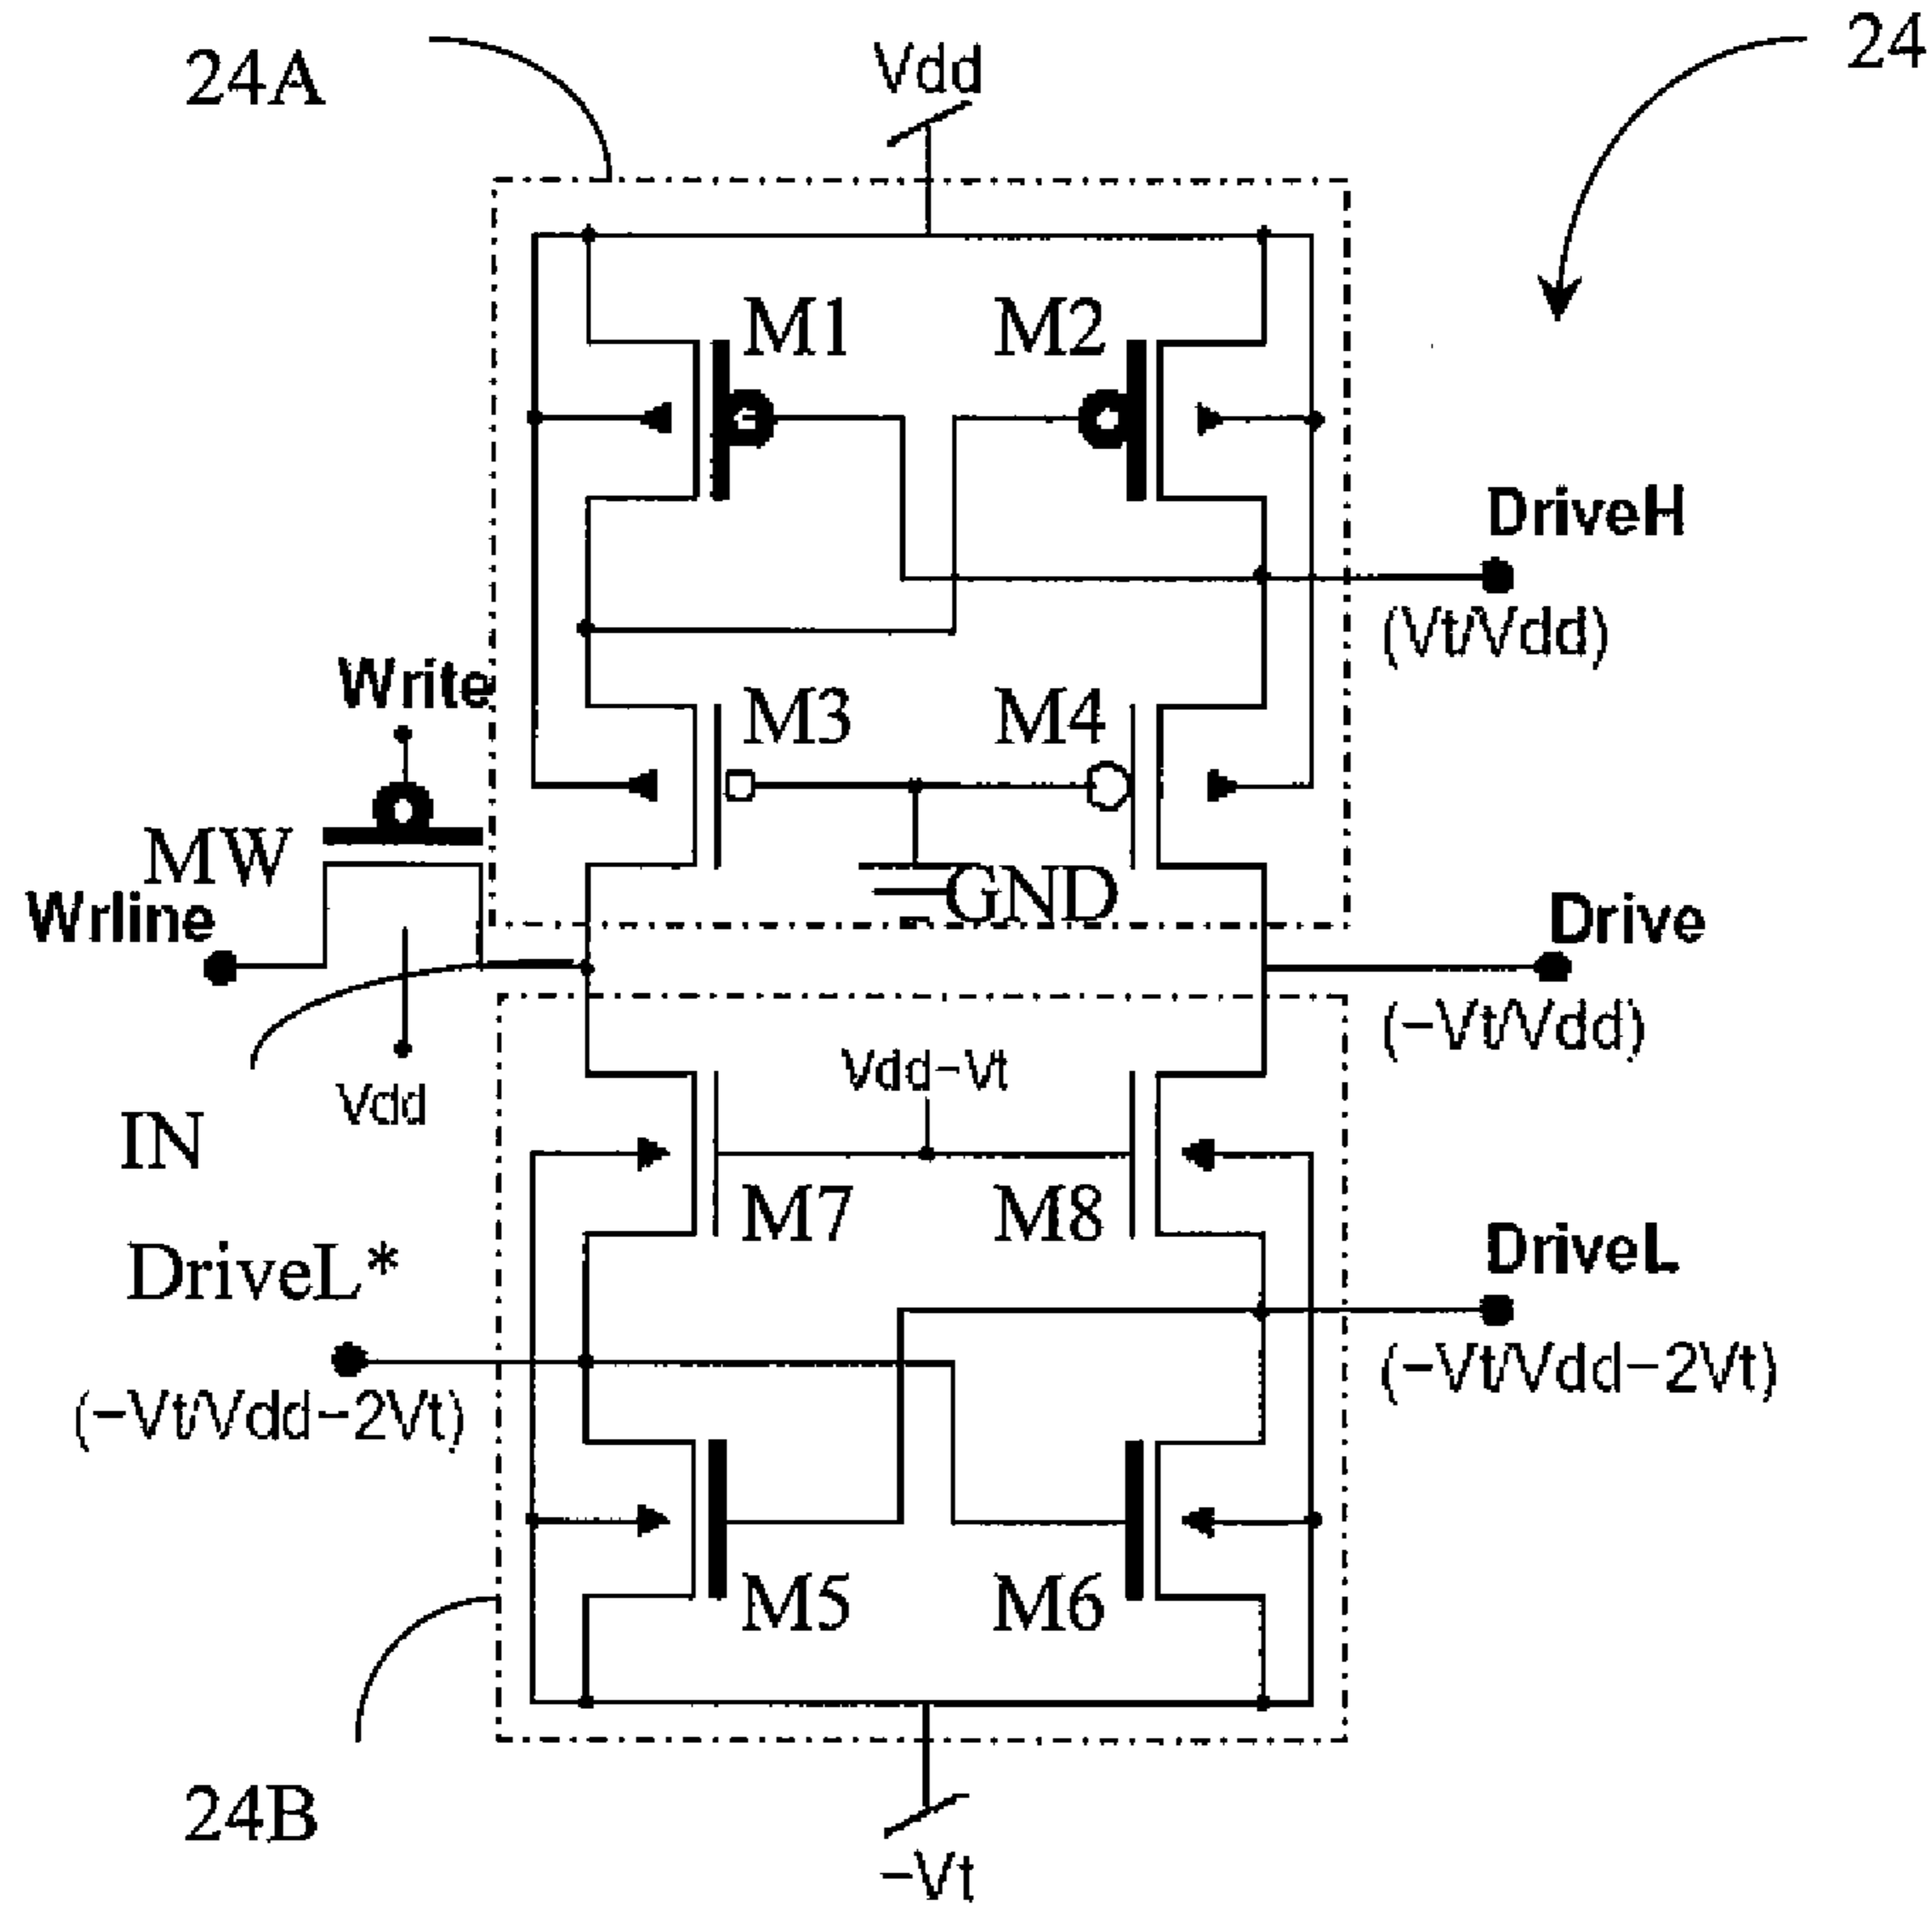 24A
Vdd
24
M1
M2
DriveH
(Vt/Vdd)
Write
M3
M4
MW
GND
Wrline
Drive
(−Vt/Vdd)
Vdd−Vt
Vdd
IN
M7
M8
DriveL*
DriveL
(−Vt/Vdd−2Vt)
(−Vt/Vdd−2Vt)
M5
M6
24B
−Vt